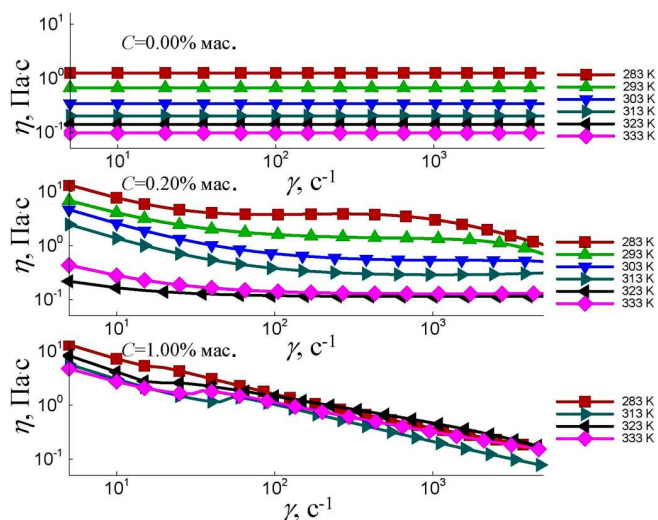 C=0.00% мас.
η, Па·с
10¹
10⁰
10⁻¹
10¹ 10² 10³
γ, с⁻¹
283 K
293 K
303 K
313 K
323 K
333 K
C=0.20% мас.
η, Па·с
10¹
10⁰
10⁻¹
10¹ 10² 10³
γ, с⁻¹
283 K
293 K
303 K
313 K
323 K
333 K
C=1.00% мас.
η, Па·с
10¹
10⁰
10⁻¹
10¹ 10² 10³
γ, с⁻¹
283 K
313 K
323 K
333 K